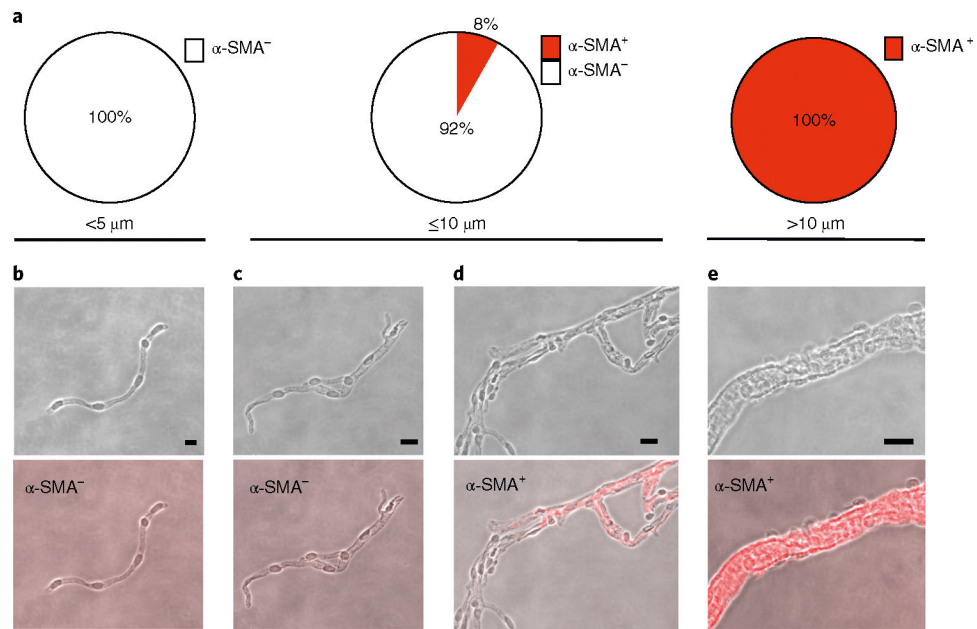 a
100%
α-SMA⁻
8%
92%
α-SMA⁺
α-SMA⁻
100%
α-SMA⁺
<5 μm
≤10 μm
>10 μm
b
c
d
e
α-SMA⁻
α-SMA⁻
α-SMA⁺
α-SMA⁺